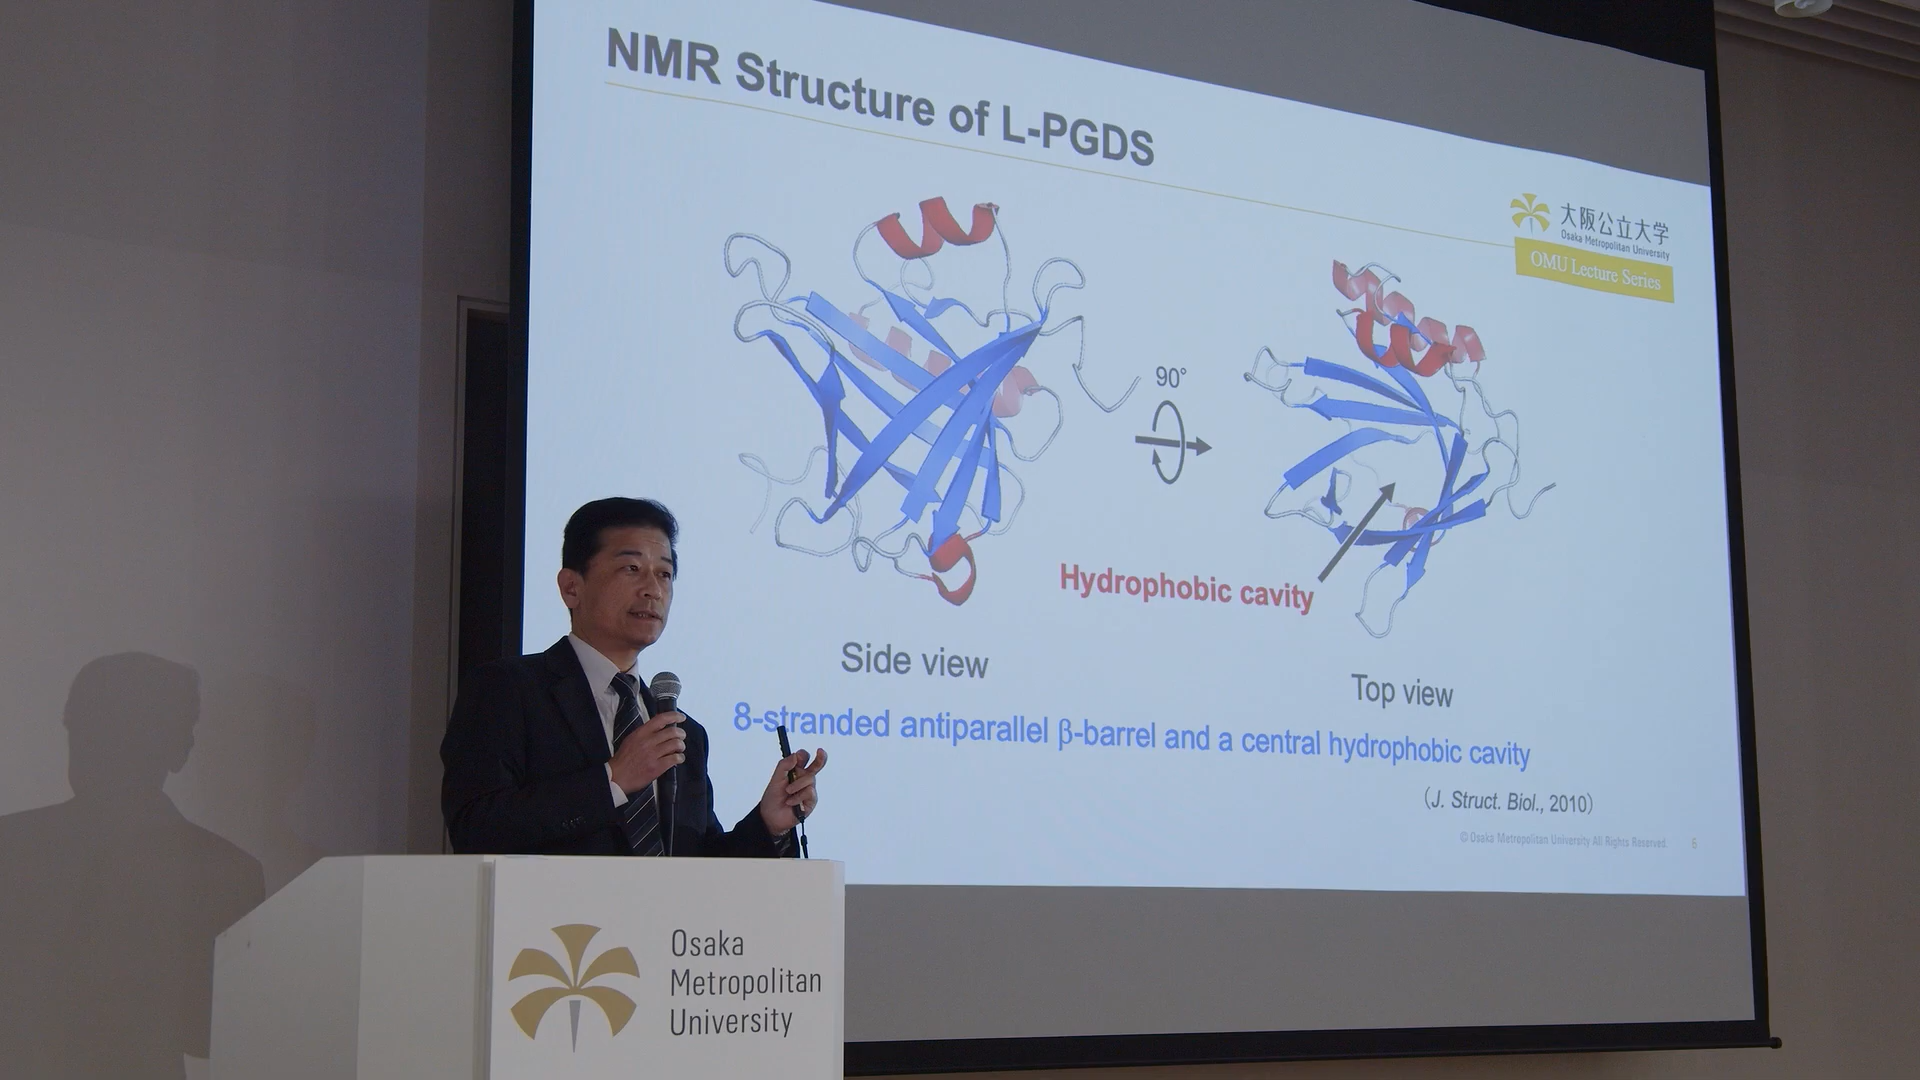 NMR Structure of L-PGDS
大阪公立大学
Osaka Metropolitan University
OMU Lecture Series
90°
Hydrophobic cavity
Side view
Top view
8-stranded antiparallel β-barrel and a central hydrophobic cavity
(J. Struct. Biol., 2010)
© Osaka Metropolitan University All Rights Reserved.
6
Osaka
Metropolitan
University